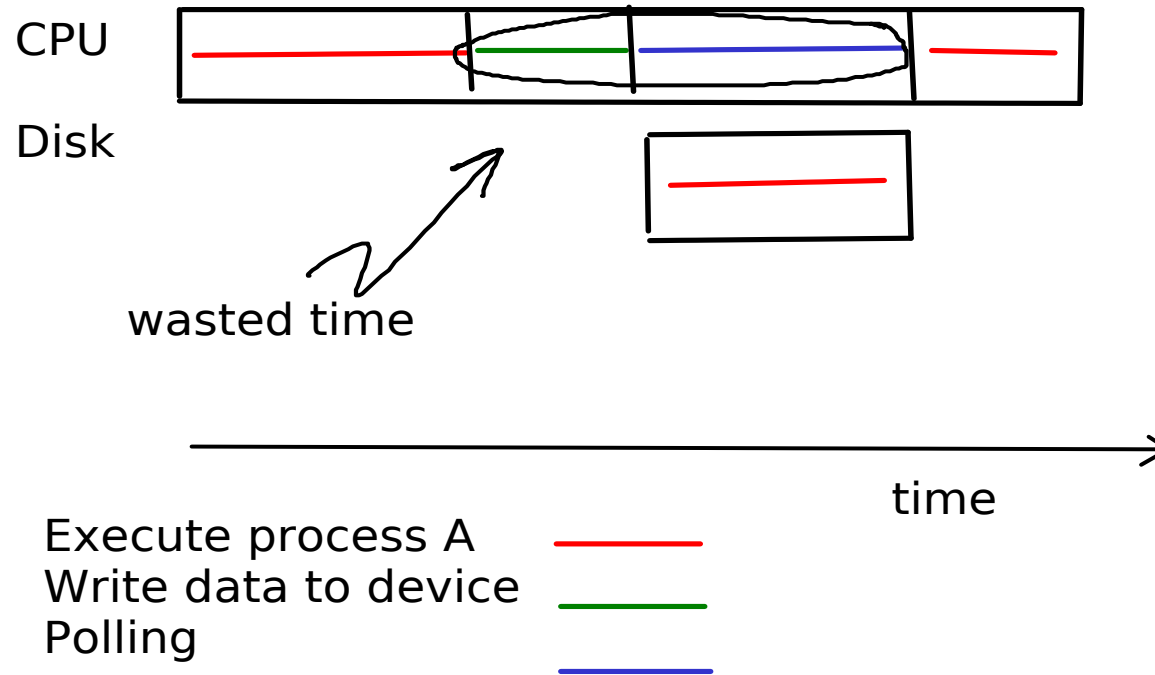 CPU
Disk
wasted time
time
Execute process A
Write data to device
Polling